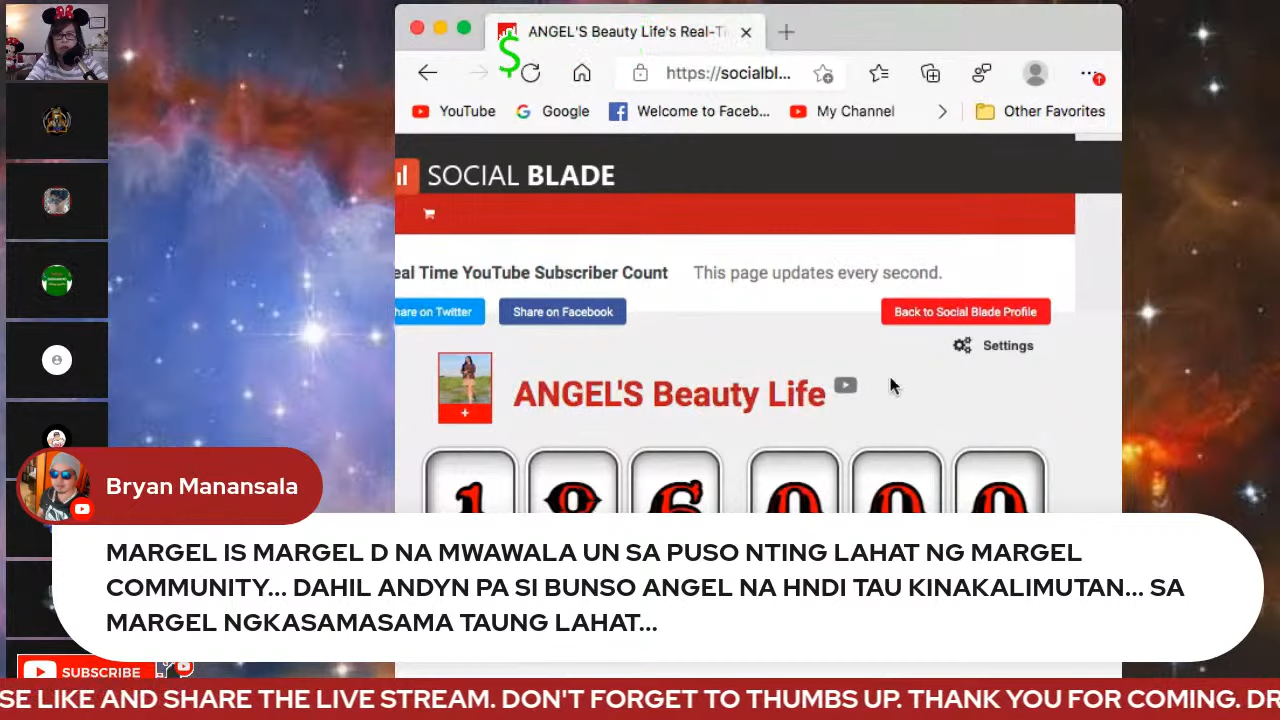 ANGEL'S Beauty Life's Real-Ti
$
https://socialbl...
YouTube
Google
Welcome to Faceb...
My Channel
Other Favorites
SOCIAL BLADE
eal Time YouTube Subscriber Count
This page updates every second.
hare on Twitter
Share on Facebook
Back to Social Blade Profile
Settings
ANGEL'S Beauty Life
+
186000
Bryan Manansala
MARGEL IS MARGEL D NA MWAWALA UN SA PUSO NTING LAHAT NG MARGEL
COMMUNITY... DAHIL ANDYN PA SI BUNSO ANGEL NA HNDI TAU KINAKALIMUTAN... SA
MARGEL NGKASAMASAMA TAUNG LAHAT...
SUBSCRIBE
SE LIKE AND SHARE THE LIVE STREAM. DON'T FORGET TO THUMBS UP. THANK YOU FOR COMING. DR